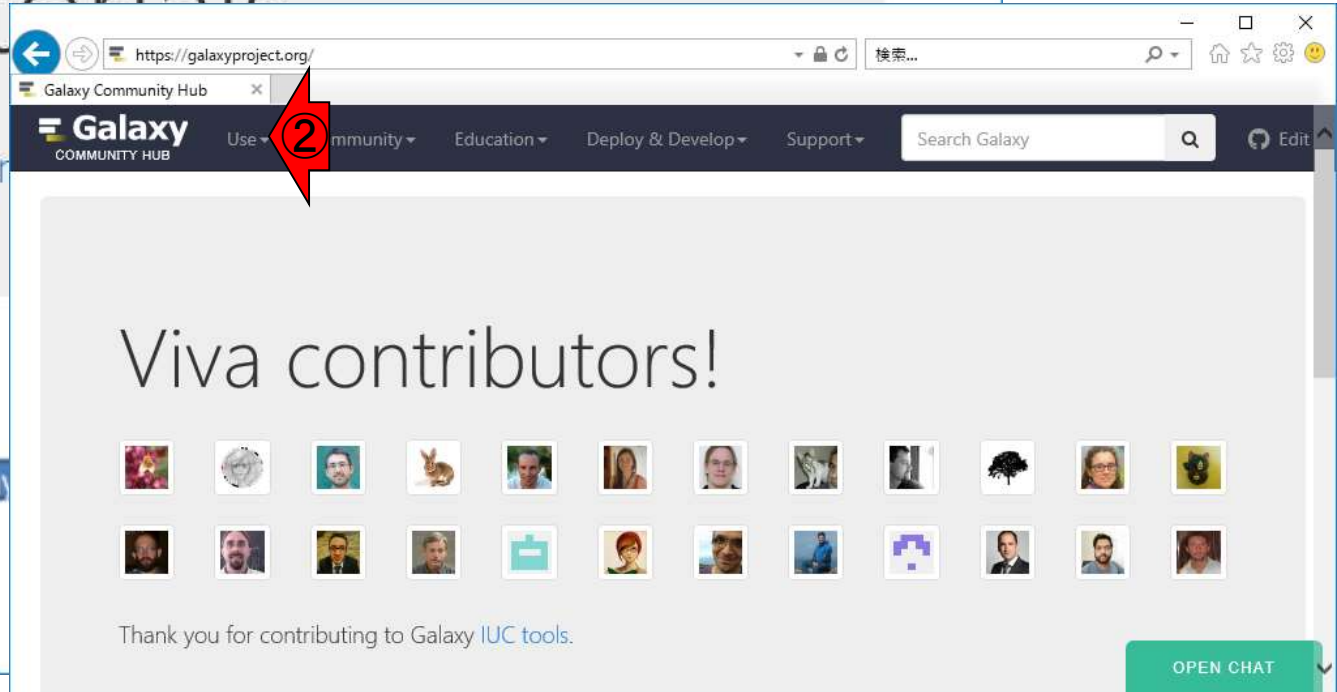 https://galaxyproject.org/
検索...
Galaxy Community Hub
Galaxy
COMMUNITY HUB
Use
②
mmunity
Education
Deploy & Develop
Support
Search Galaxy
Edit
Viva contributors!
Thank you for contributing to Galaxy IUC tools.
OPEN CHAT